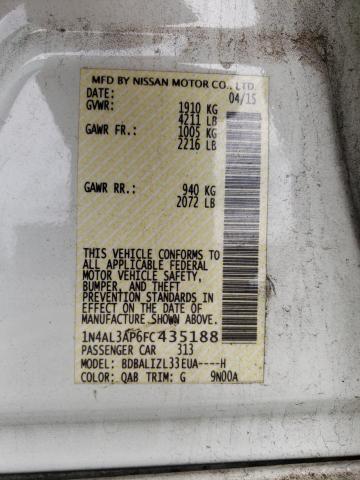 MFD BY NISSAN MOTOR CO., LTD.
DATE: 04/15
GVWR: 1910 KG
4211 LB
GAWR FR.: 1005 KG
2216 LB
GAWR RR.: 940 KG
2072 LB
THIS VEHICLE CONFORMS TO
ALL APPLICABLE FEDERAL
MOTOR VEHICLE SAFETY,
BUMPER, AND THEFT
PREVENTION STANDARDS IN
EFFECT ON THE DATE OF
MANUFACTURE SHOWN
ABOVE.
1N4AL3AP6FC435188
PASSENGER CAR 313
MODEL: BDBALIZL33EUA----H
COLOR: QAB TRIM: G 9N00A